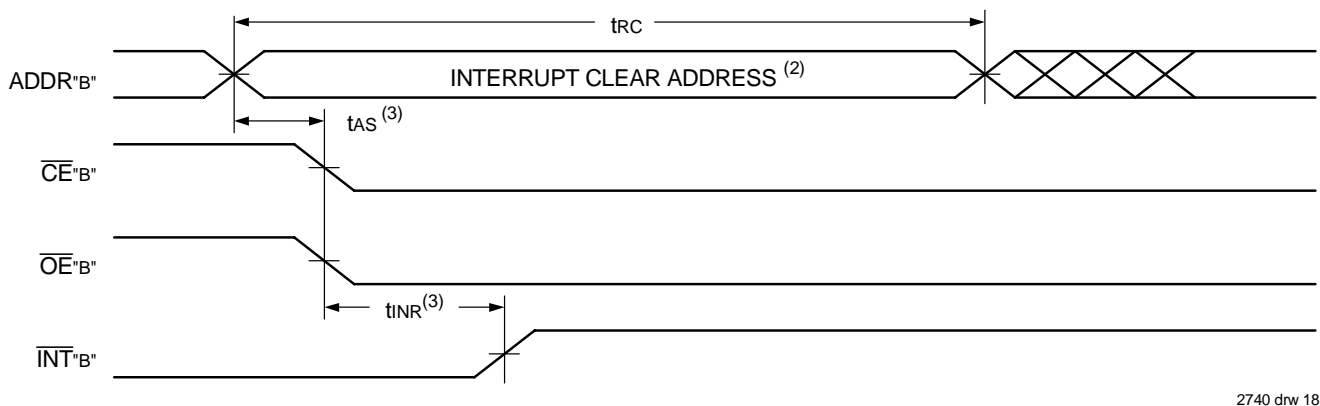 tRC
ADDR"B"
INTERRUPT CLEAR ADDRESS (2)
tAS (3)
CE"B"
OE"B"
tINR(3)
INT"B"
2740 drw 18